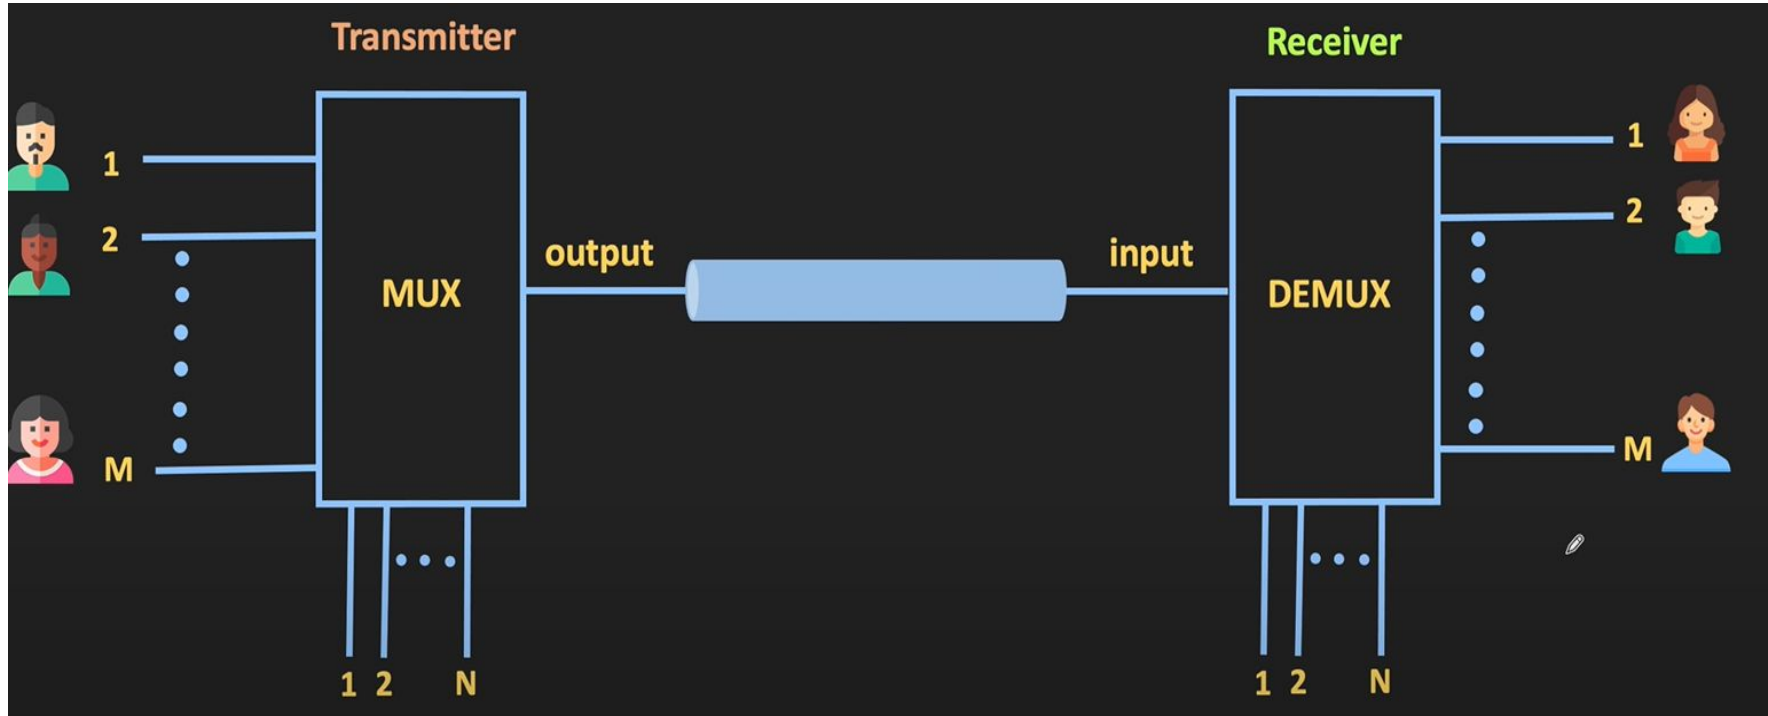 Transmitter
Receiver
1
2
M
MUX
output
input
DEMUX
1
2
M
1 2 N
1 2 N